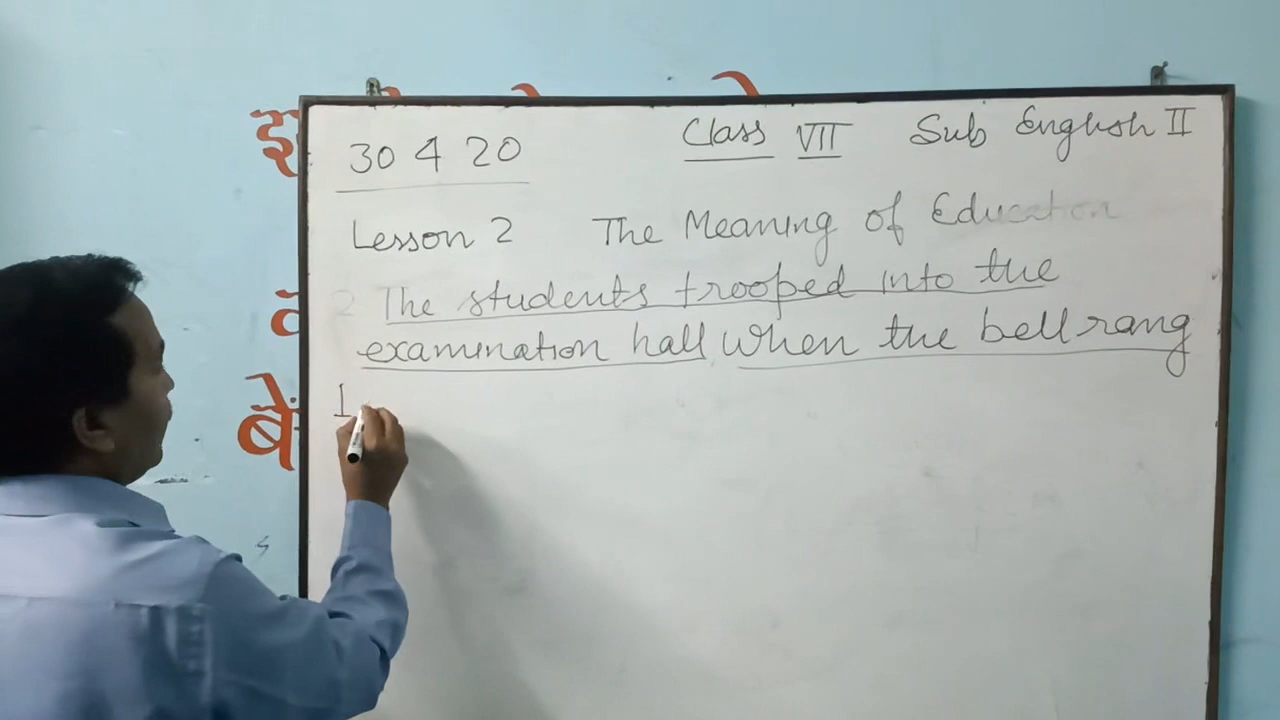 30 4 20 Class VII Sub English II
Lesson 2 The Meaning of Education
2 The students trooped into the
examination hall when the bell rang
1